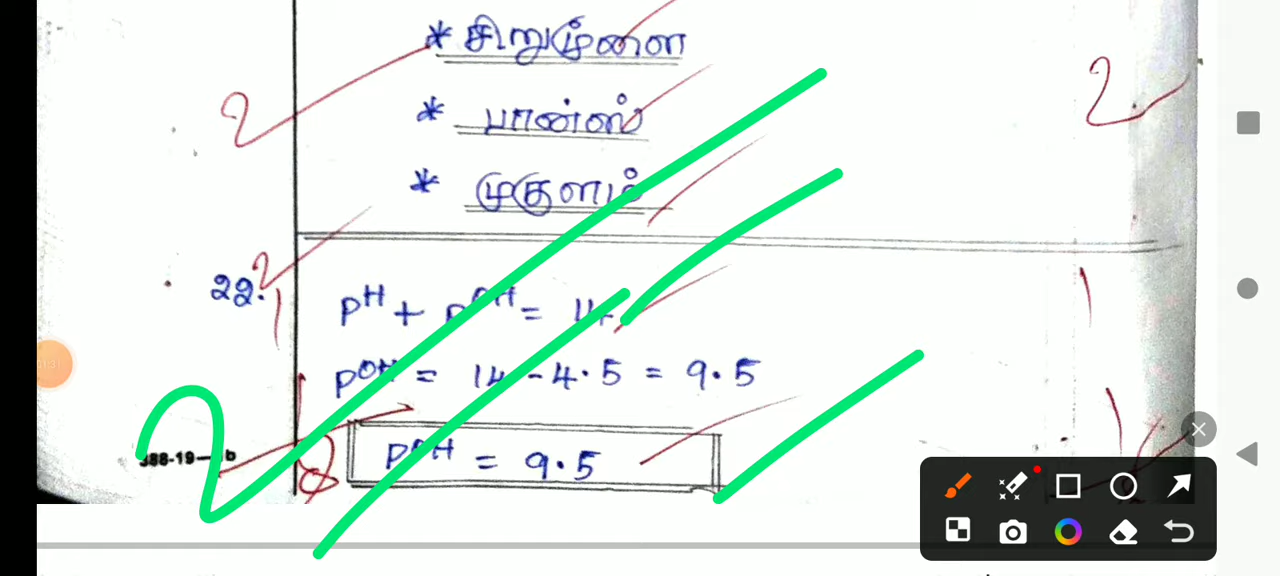 * சிறுமூளை
2
2
* பான்ஸ்
* முகுளம்
22.
pH + pOH = 14
pOH = 14 - 4.5 = 9.5
pOH = 9.5
2